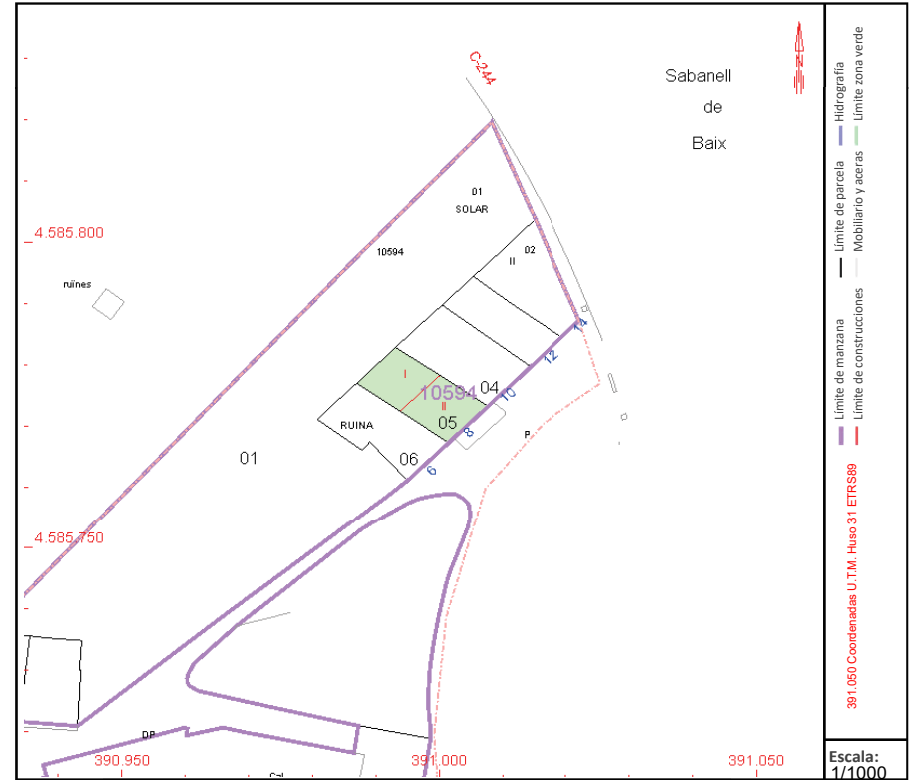 C-244
N
Sabanell
de
Baix
01
SOLAR
4.585.800
10594
II
02
ruïnes
14
12
I
10594
04
10
II
05
8
RUINA
P
01
06
6
4.585.750
DP
390.950
391.000
391.050
391.050 Coordenadas U.T.M. Huso 31 ETRS89
Límite de manzana
Límite de parcela
Hidrografía
Límite de construcciones
Mobiliario y aceras
Límite zona verde
Escala:
1/1000